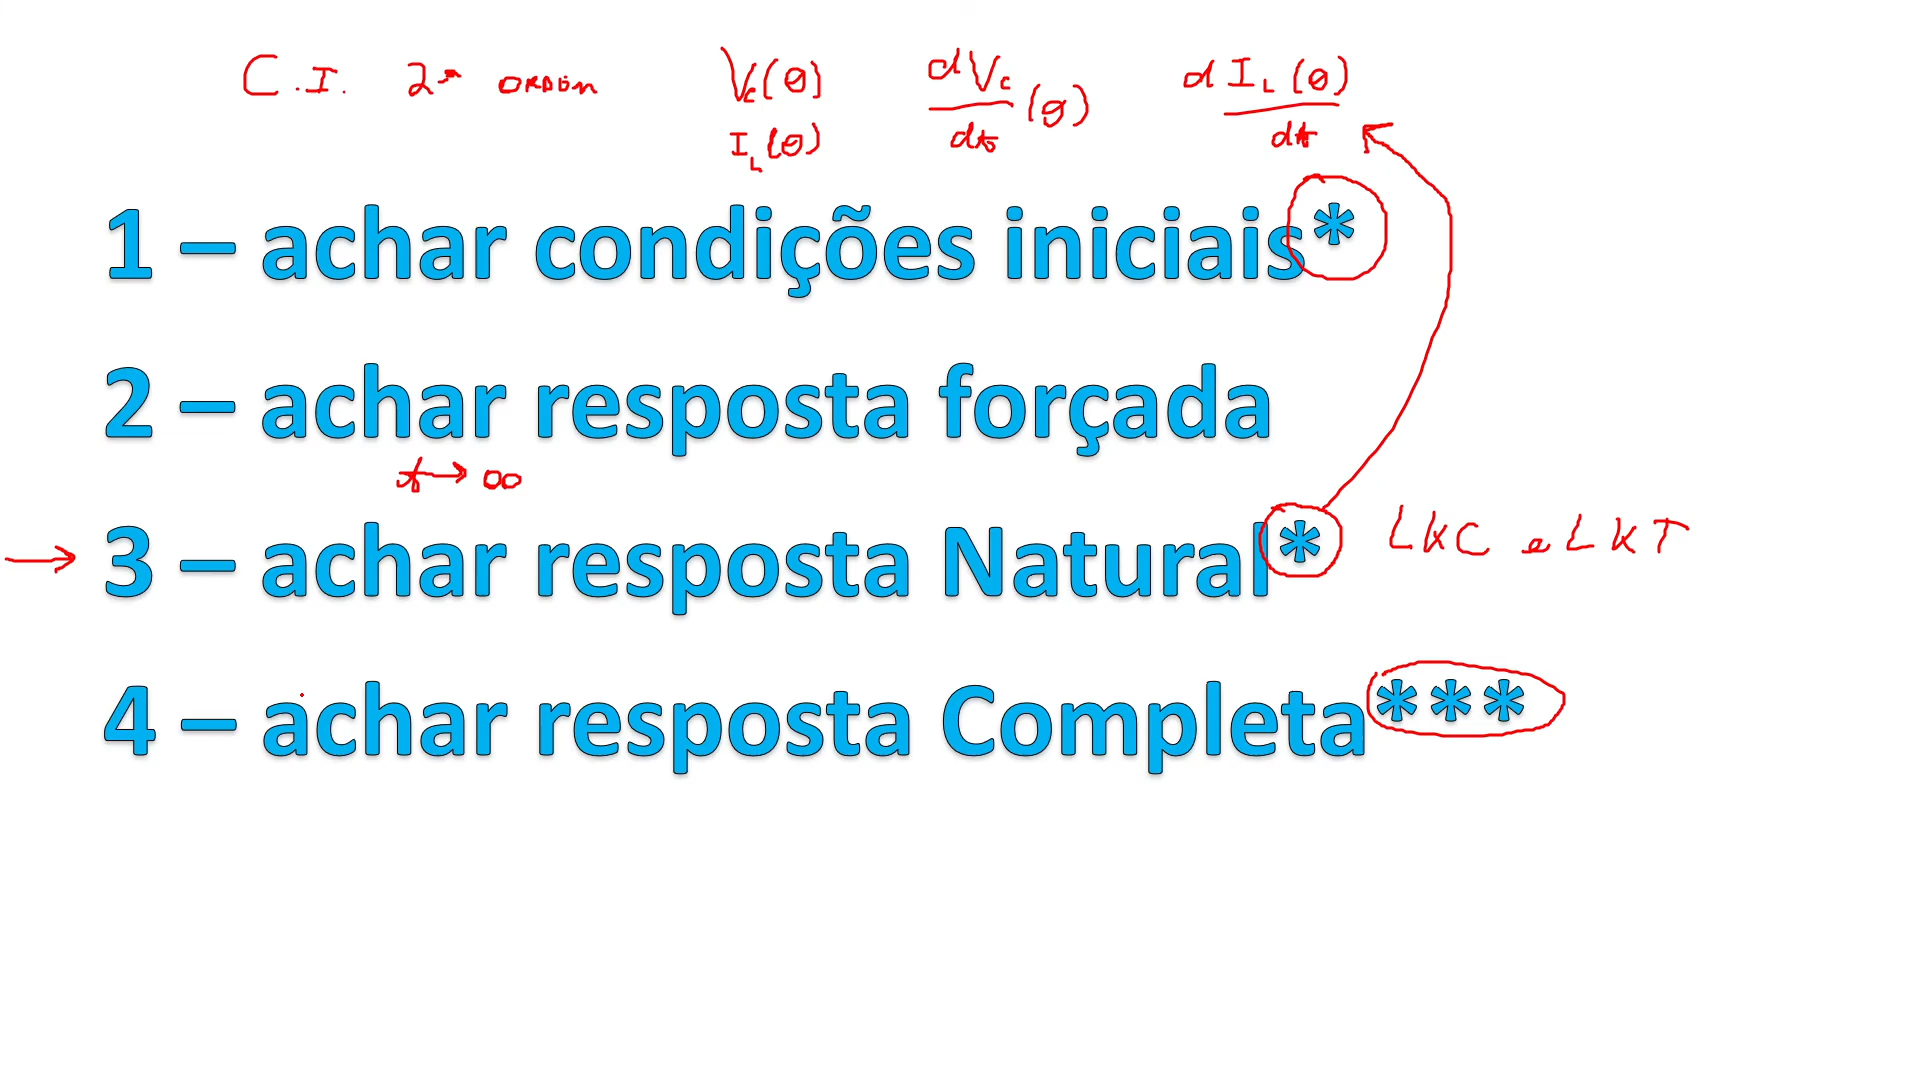 C.I. 2ª ORDEM Vc(0) dVc/dt (0) dIL(0)/dt
IL(0)
1 – achar condições iniciais*
2 – achar resposta forçada
t → ∞
→ 3 – achar resposta Natural* LKC e LKT
4 – achar resposta Completa***